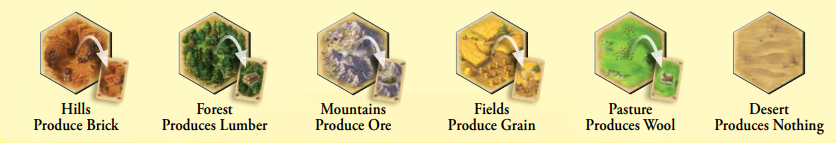 Hills
Produce Brick
Forest
Produces Lumber
Mountains
Produce Ore
Fields
Produce Grain
Pasture
Produces Wool
Desert
Produces Nothing